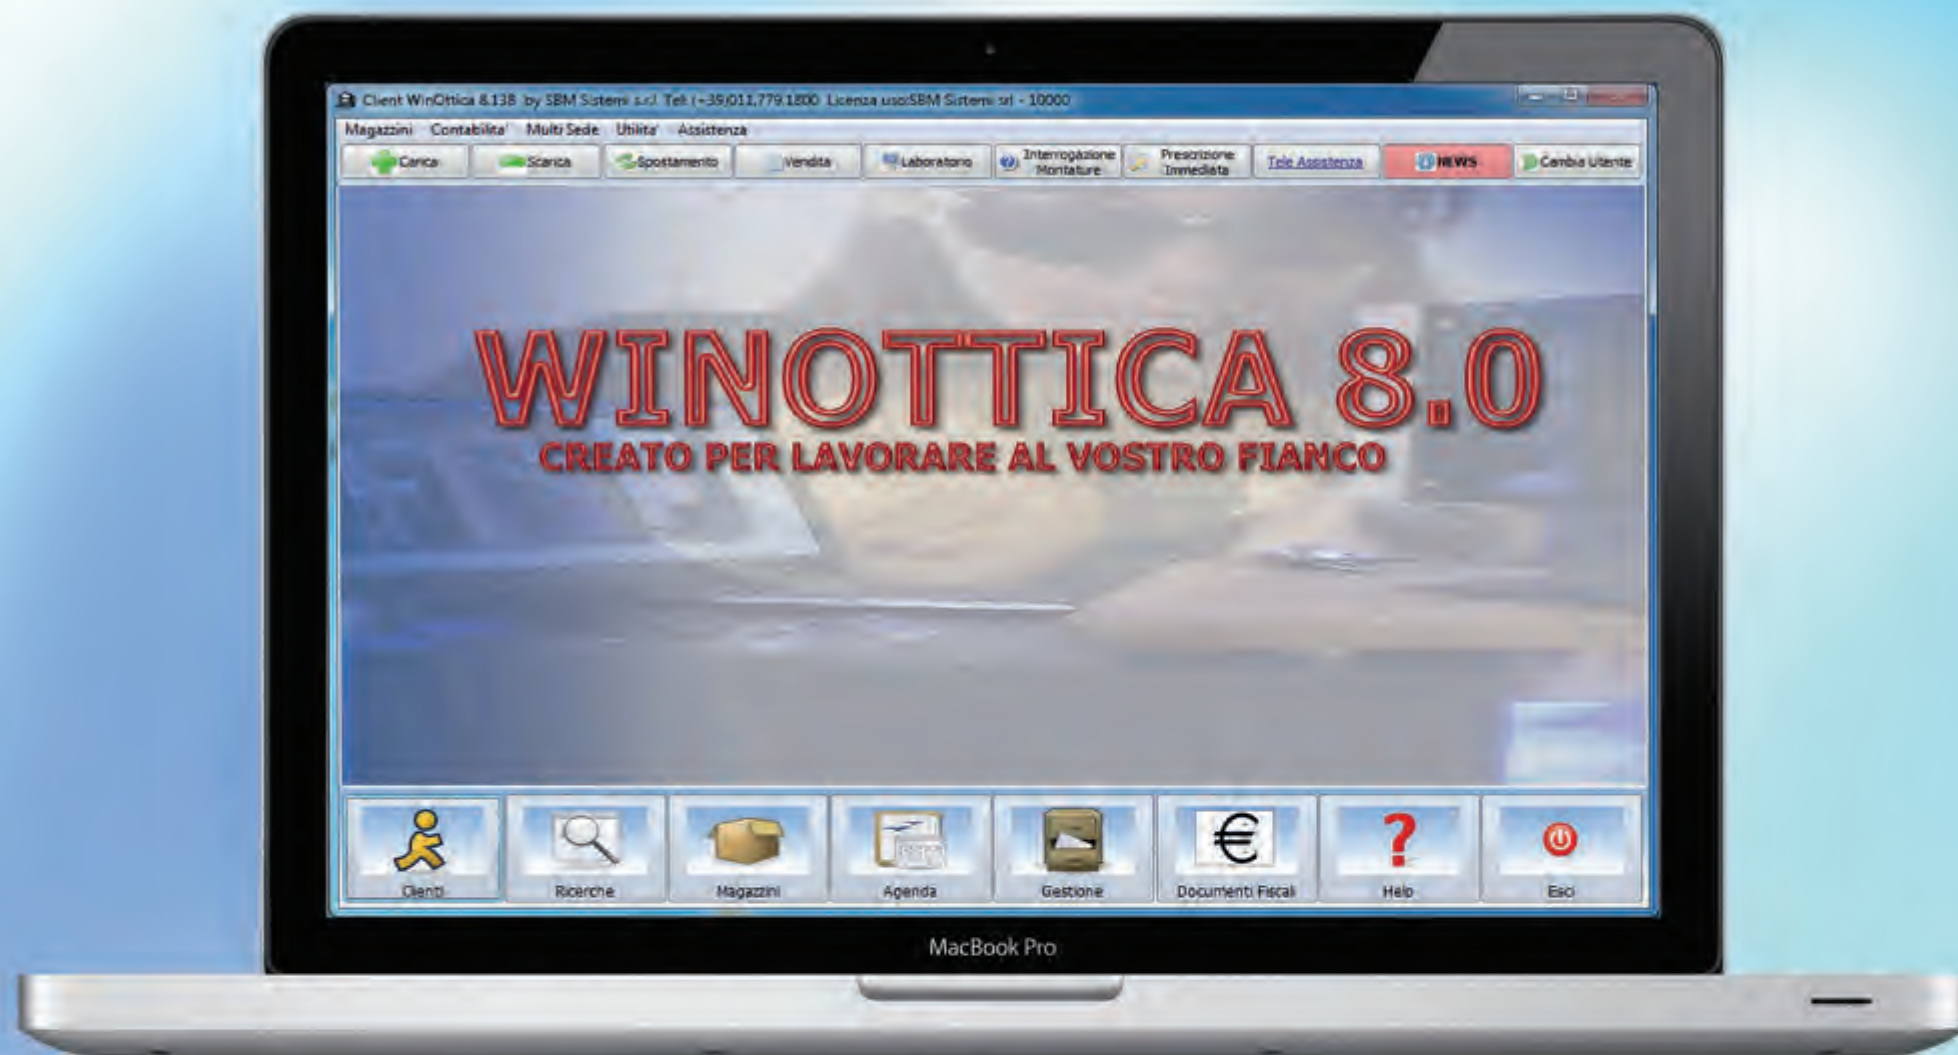 Client WinOttica 8.138 by SBM Sistemi s.r.l. Tel: (+39)011.779.1800 Licenza uso:SBM Sistemi srl - 10000
Magazzini Contabilita' Multi Sede Utilita' Assistenza
Carica Scarica Spostamento Vendita Laboratorio Interrogazione Montature Prescrizione Immediata Tele Assistenza NEWS Cambia Utente
WINOTTICA 8.0
CREATO PER LAVORARE AL VOSTRO FIANCO
Clienti Ricerche Magazzini Agenda Gestione Documenti Fiscali Help Esci
MacBook Pro